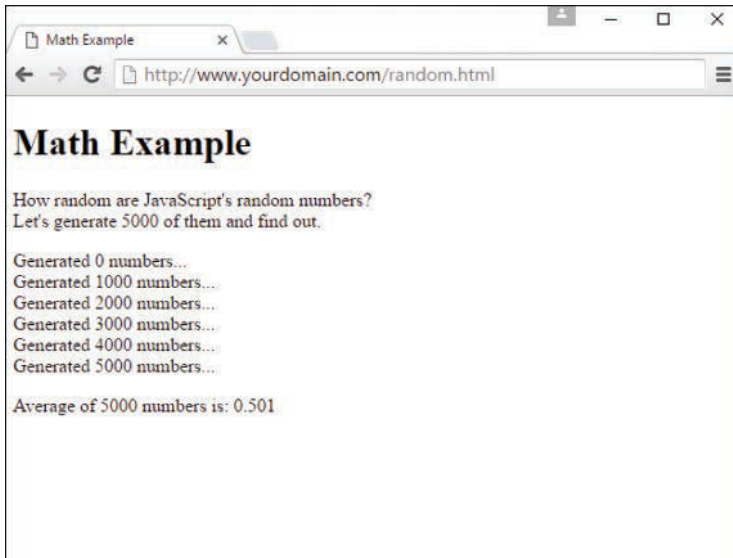 Math Example
http://www.yourdomain.com/random.html
Math Example
How random are JavaScript's random numbers?
Let's generate 5000 of them and find out.
Generated 0 numbers...
Generated 1000 numbers...
Generated 2000 numbers...
Generated 3000 numbers...
Generated 4000 numbers...
Generated 5000 numbers...
Average of 5000 numbers is: 0.501